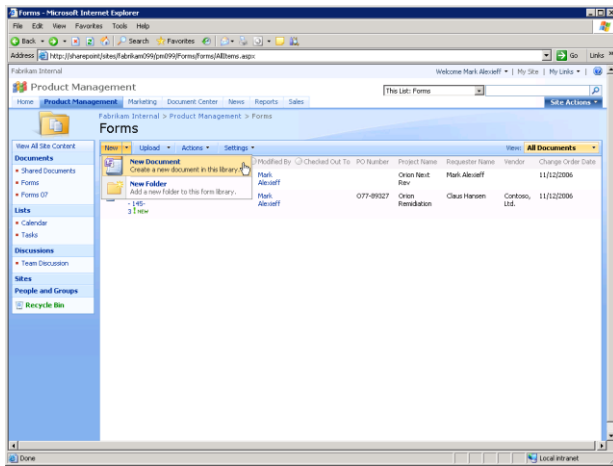 Forms - Microsoft Internet Explorer
File Edit View Favorites Tools Help
Back Search Favorites
Address http://sharepoint/sites/fabrikam099/pm099/Forms/Forms/AllItems.aspx Go Links »
Fabrikam Internal Welcome Mark Alexieff My Site My Links
Product Management This List: Forms
Home Product Management Marketing Document Center News Reports Sales Site Actions
Fabrikam Internal > Product Management > Forms
Forms
View All Site Content New Upload Actions Settings View: All Documents
Documents
• Shared Documents
• Forms
• Forms 07
Lists
• Calendar
• Tasks
Discussions
• Team Discussion
Sites
People and Groups
Recycle Bin
New Document
Create a new document in this library.
New Folder
Add a new folder to this form library.
Modified By Checked Out To PO Number Project Name Requester Name Vendor Change Order Date
Mark Alexieff Orion Next Rev Mark Alexieff 11/12/2006
- 145-
3 ! NEW
Mark Alexieff 077-89327 Orion Remidiation Claus Hansen Contoso, Ltd. 11/12/2006
Done Local intranet